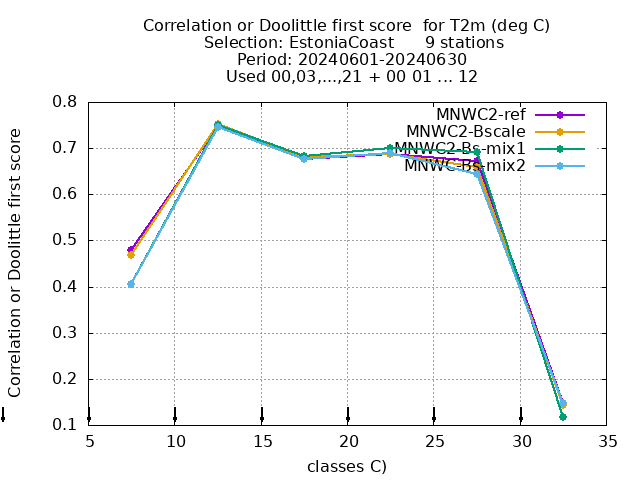 Correlation or Doolittle first score  for T2m (deg C)
Selection: EstoniaCoast      9 stations
Period: 20240601-20240630
Used 00,03,...,21 + 00 01 ... 12
MNWC2-ref
MNWC2-Bscale
MNWC2-Bs-mix1
MNWC-Bs-mix2
Correlation or Doolittle first score
0.8
0.7
0.6
0.5
0.4
0.3
0.2
0.1
5 10 15 20 25 30 35
classes C)